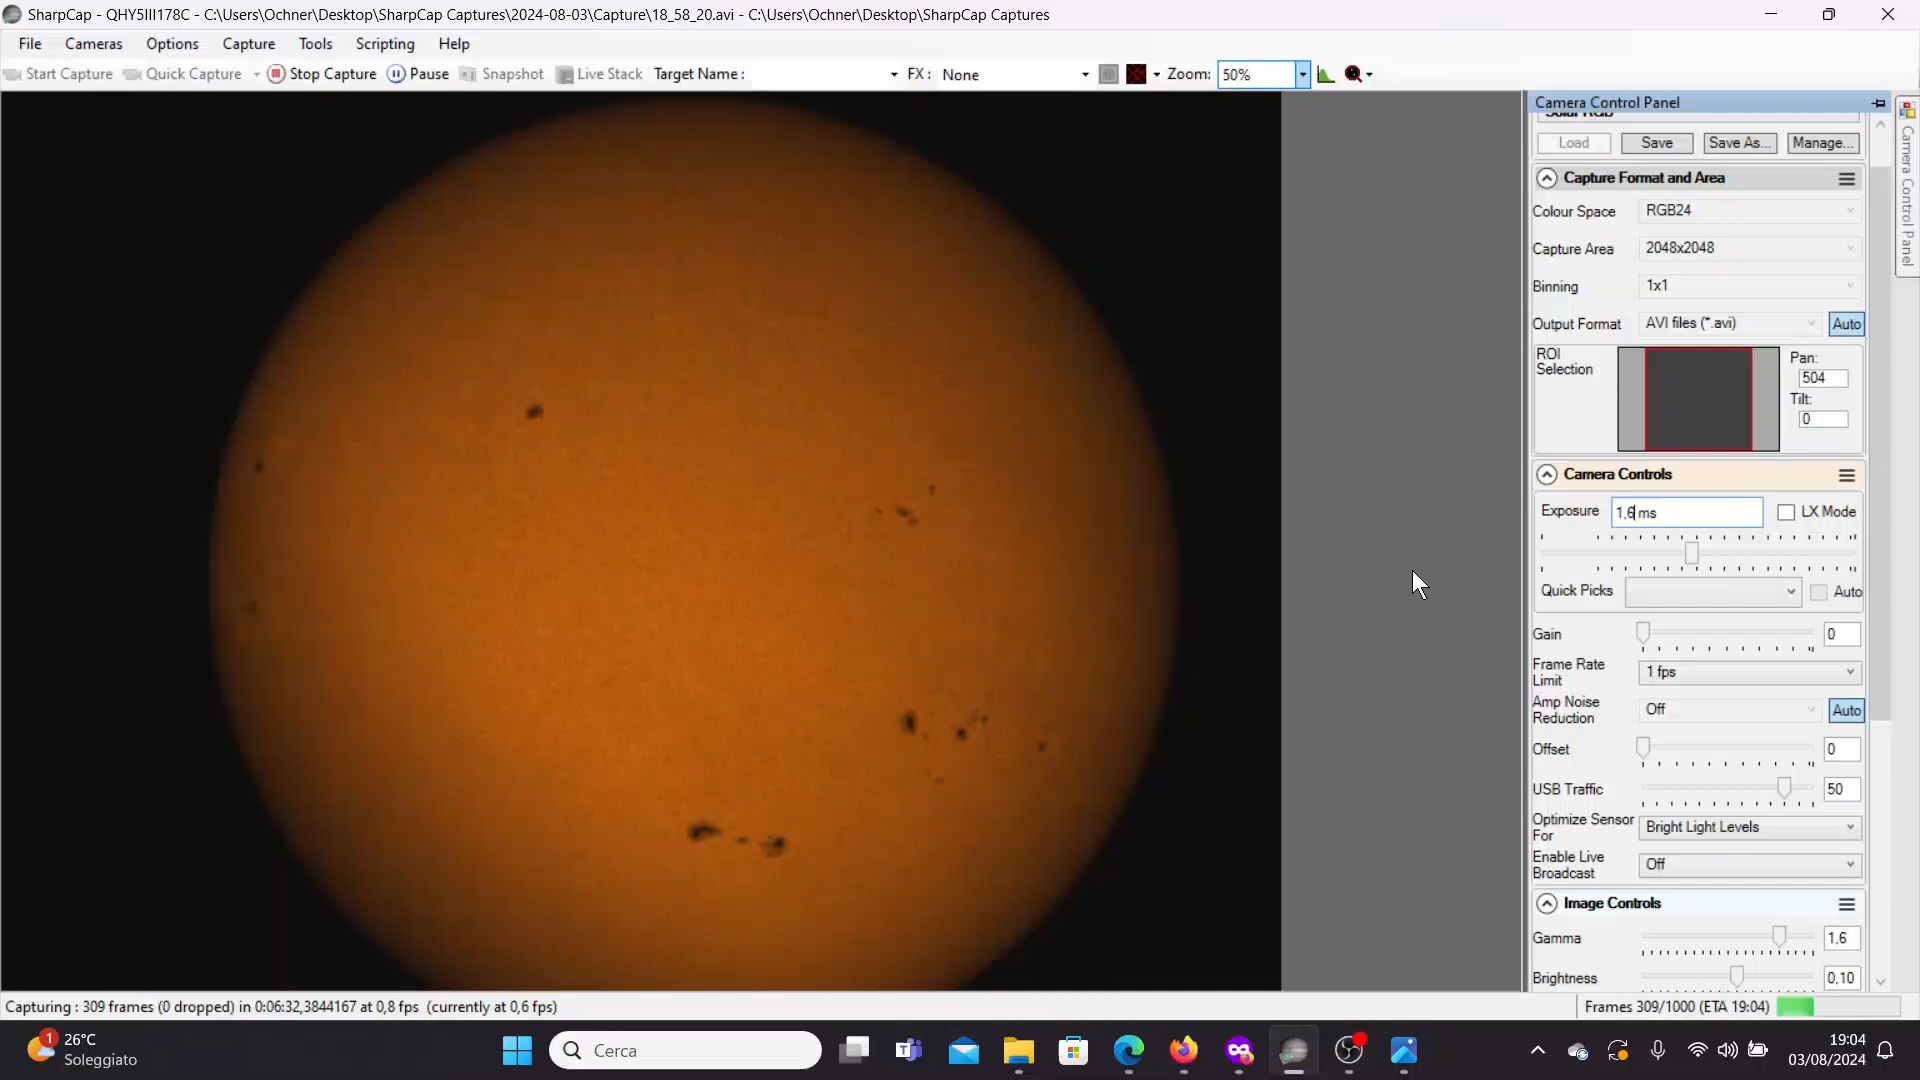 SharpCap - QHY5III178C - C:\Users\Ochner\Desktop\SharpCap Captures\2024-08-03\Capture\18_58_20.avi - C:\Users\Ochner\Desktop\SharpCap Captures
File Cameras Options Capture Tools Scripting Help
Start Capture Quick Capture Stop Capture Pause Snapshot Live Stack Target Name : FX : None Zoom: 50%
Camera Control Panel
Solar RGB
Load Save Save As... Manage...
Capture Format and Area
Colour Space RGB24
Capture Area 2048x2048
Binning 1x1
Output Format AVI files (*.avi) Auto
ROI Selection
Pan:
504
Tilt:
0
Camera Controls
Exposure 1,6 ms LX Mode
Quick Picks Auto
Gain 0
Frame Rate Limit 1 fps
Amp Noise Reduction Off Auto
Offset 0
USB Traffic 50
Optimize Sensor For Bright Light Levels
Enable Live Broadcast Off
Image Controls
Gamma 1,6
Brightness 0,10
Camera Control Panel
Capturing : 309 frames (0 dropped) in 0:06:32,3844167 at 0,8 fps (currently at 0,6 fps)
Frames 309/1000 (ETA 19:04)
1
26°C
Soleggiato
Cerca
19:04
03/08/2024